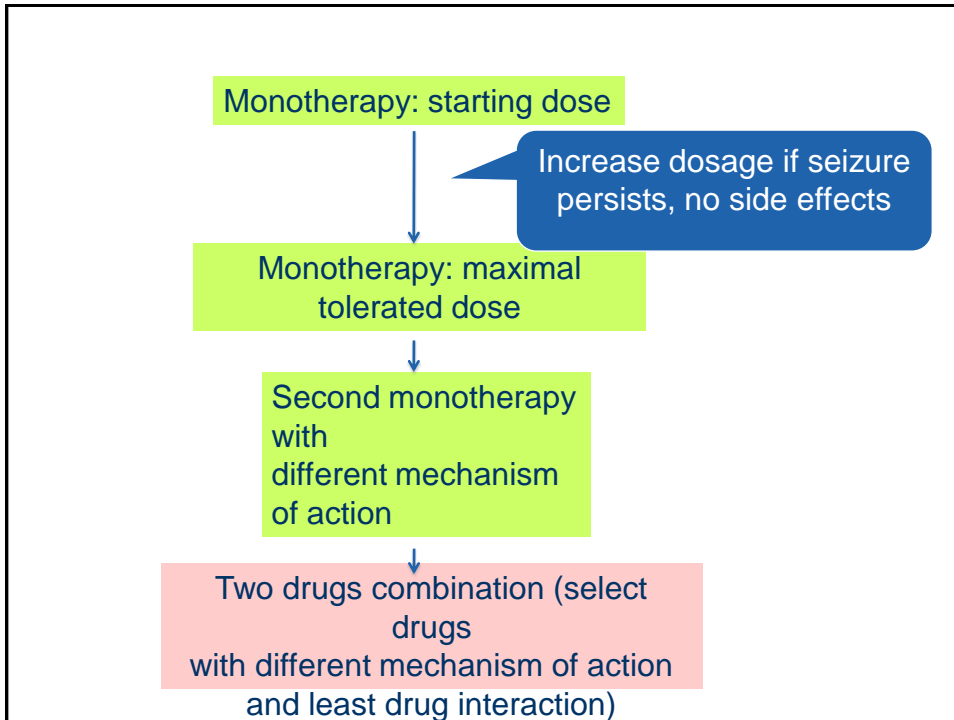 Monotherapy: starting dose
Increase dosage if seizure
persists, no side effects
Monotherapy: maximal
tolerated dose
Second monotherapy
with
different mechanism
of action
Two drugs combination (select
drugs
with different mechanism of action
and least drug interaction)